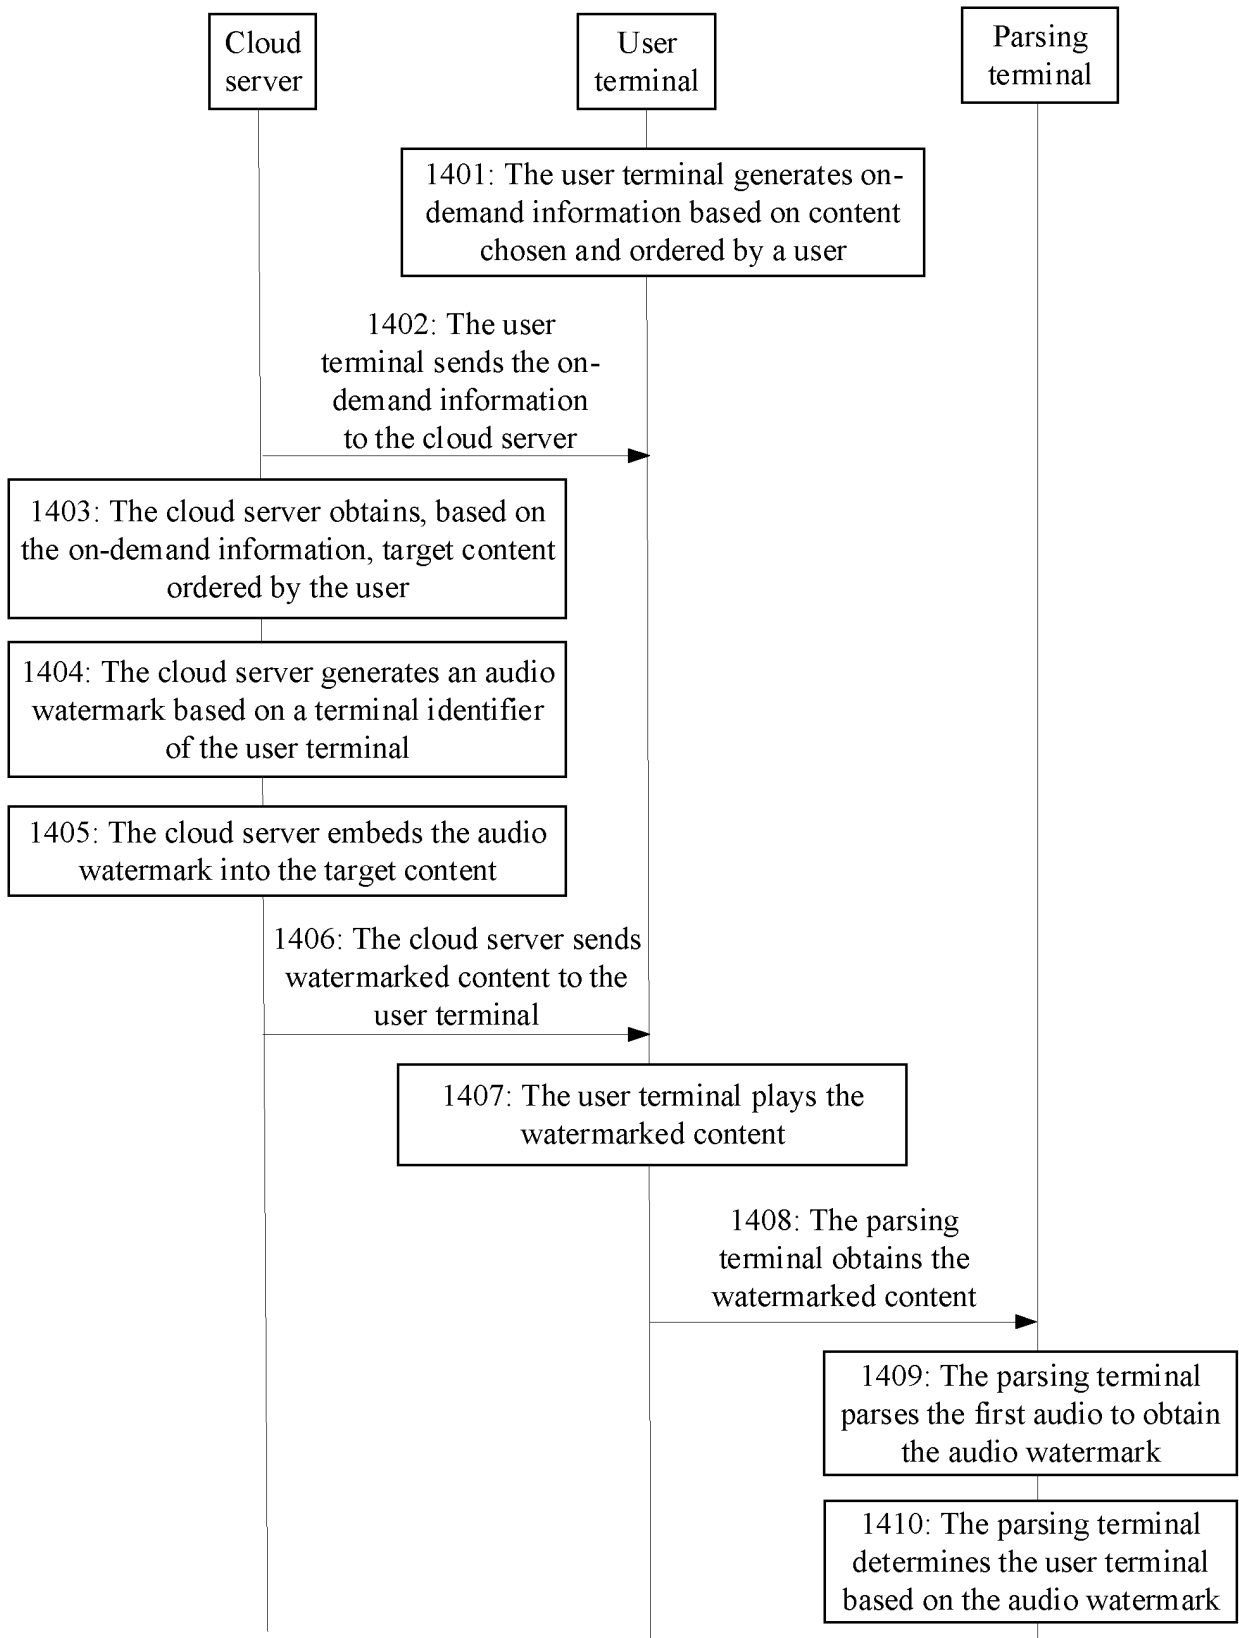 Cloud
server
User
terminal
Parsing
terminal
1401: The user terminal generates on-
demand information based on content
chosen and ordered by a user
1402: The user
terminal sends the on-
demand information
to the cloud server
1403: The cloud server obtains, based on
the on-demand information, target content
ordered by the user
1404: The cloud server generates an audio
watermark based on a terminal identifier
of the user terminal
1405: The cloud server embeds the audio
watermark into the target content
1406: The cloud server sends
watermarked content to the
user terminal
1407: The user terminal plays the
watermarked content
1408: The parsing
terminal obtains the
watermarked content
1409: The parsing terminal
parses the first audio to obtain
the audio watermark
1410: The parsing terminal
determines the user terminal
based on the audio watermark